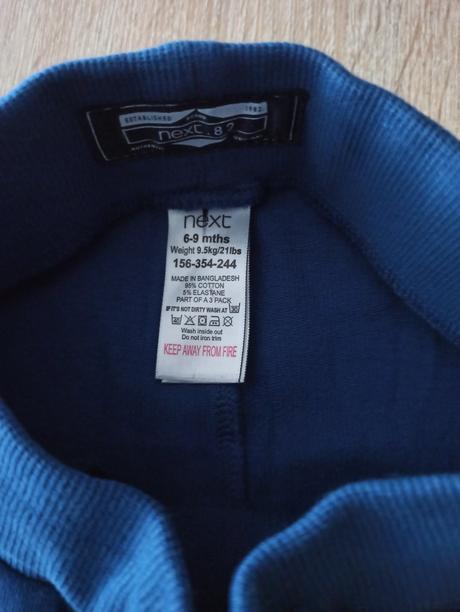 ESTABLISHED 1982
next. 82
next
6-9 mths
Weight 9.5kg/21lbs
156-354-244
MADE IN BANGLADESH
95% COTTON
5% ELASTANE
PART OF A 3 PACK
IF IT'S NOT DIRTY WASH AT 30
Wash inside out
Do not iron trim
KEEP AWAY FROM FIRE